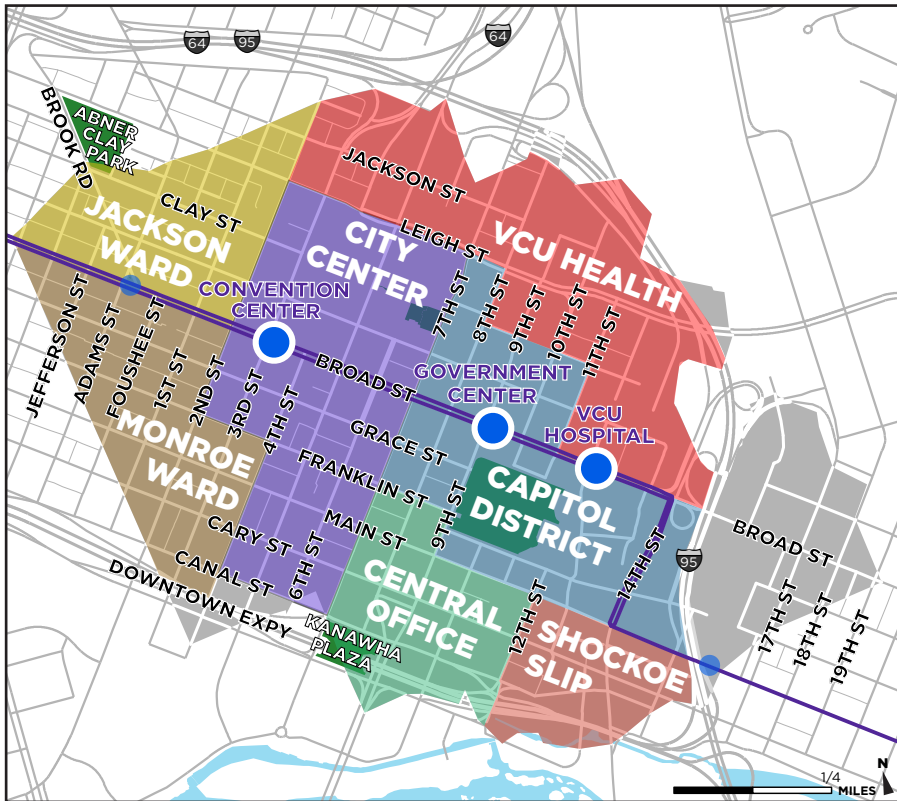 64
95
64
BROOK RD
ABNER
CLAY
PARK
JACKSON ST
CLAY ST
JACKSON
WARD
CITY
CENTER
LEIGH ST
VCU HEALTH
CONVENTION
CENTER
7TH ST
8TH ST
9TH ST
10TH ST
11TH ST
JEFFERSON ST
ADAMS ST
FOUSHEE ST
1ST ST
2ND ST
3RD ST
4TH ST
BROAD ST
GOVERNMENT
CENTER
VCU
HOSPITAL
MONROE
WARD
GRACE ST
FRANKLIN ST
MAIN ST
9TH ST
CAPITOL
DISTRICT
CARY ST
CANAL ST
6TH ST
DOWNTOWN EXPY
CENTRAL
OFFICE
12TH ST
14TH ST
95
BROAD ST
17TH ST
18TH ST
19TH ST
KANAWHA
PLAZA
SHOCKOE
SLIP
1/4
MILES
N